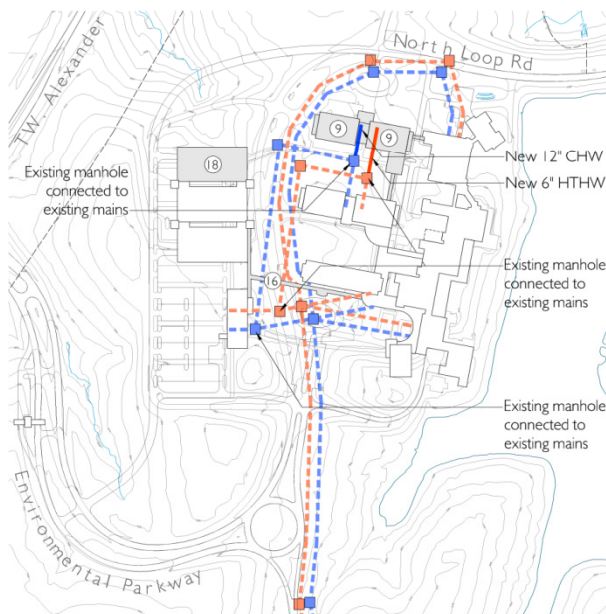 North Loop Rd
T.W. Alexander
9
9
New 12" CHW
18
Existing manhole
connected to
existing mains
New 6" HTHW
16
Existing manhole
connected to
existing mains
Existing manhole
connected to
existing mains
Environmental Parkway